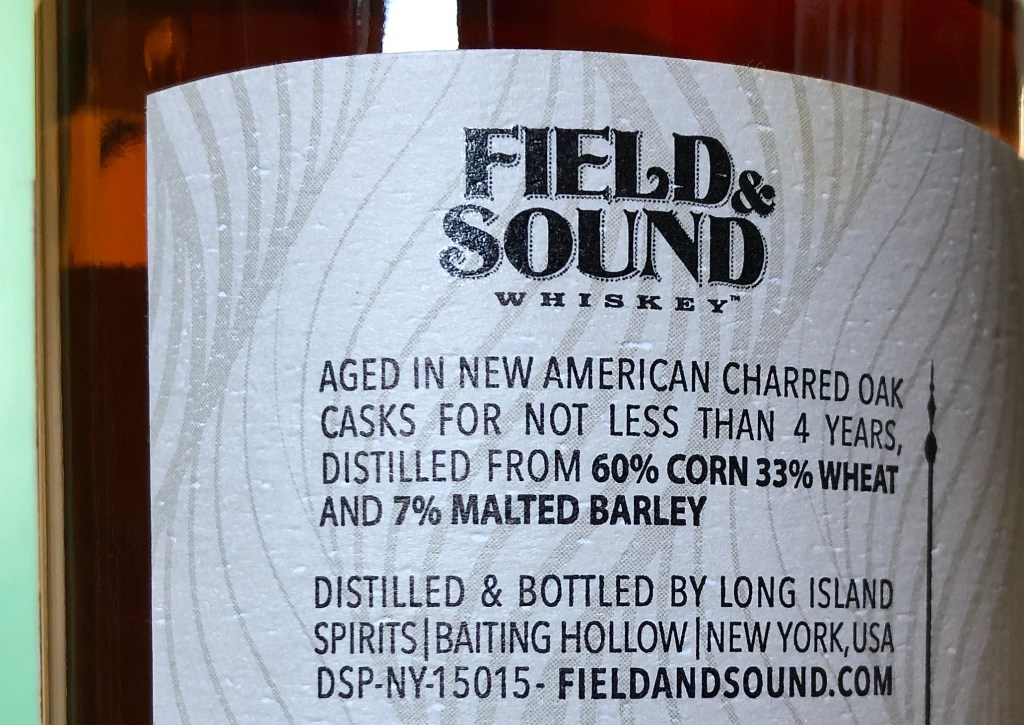 FIELD &
SOUND
WHISKEY™
AGED IN NEW AMERICAN CHARRED OAK
CASKS FOR NOT LESS THAN 4 YEARS,
DISTILLED FROM 60% CORN 33% WHEAT
AND 7% MALTED BARLEY
DISTILLED & BOTTLED BY LONG ISLAND
SPIRITS|BAITING HOLLOW|NEW YORK,USA
DSP-NY-15015- FIELDANDSOUND.COM